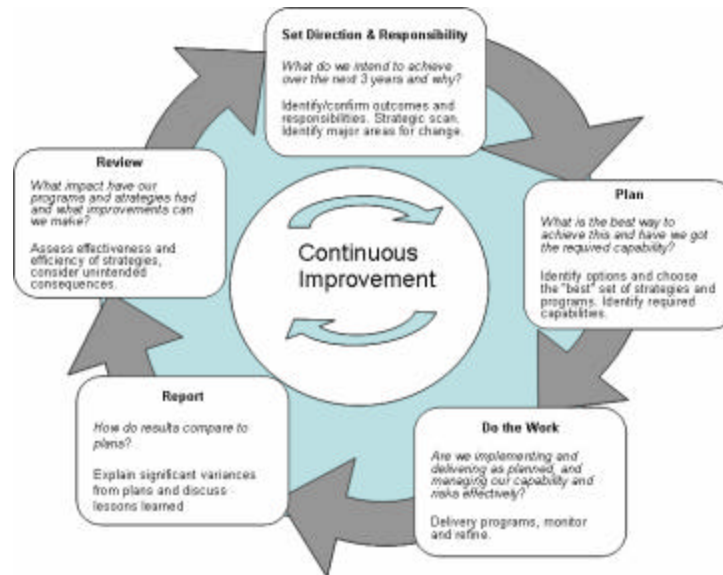 Set Direction & Responsibility
What do we intend to achieve
over the next 3 years and why?
Identify/confirm outcomes and
responsibilities. Strategic scan.
Identify major areas for change.
Plan
What is the best way to
achieve this and have we got
the required capability?
Identify options and choose
the "best" set of strategies and
programs. Identify required
capabilities.
Do the Work
Are we implementing and
delivering as planned, and
managing our capability and
risks effectively?
Delivery programs, monitor
and refine.
Report
How do results compare to
plans?
Explain significant variances
from plans and discuss
lessons learned
Review
What impact have our
programs and strategies had
and what improvements can
we make?
Assess effectiveness and
efficiency of strategies,
consider unintended
consequences.
Continuous
Improvement